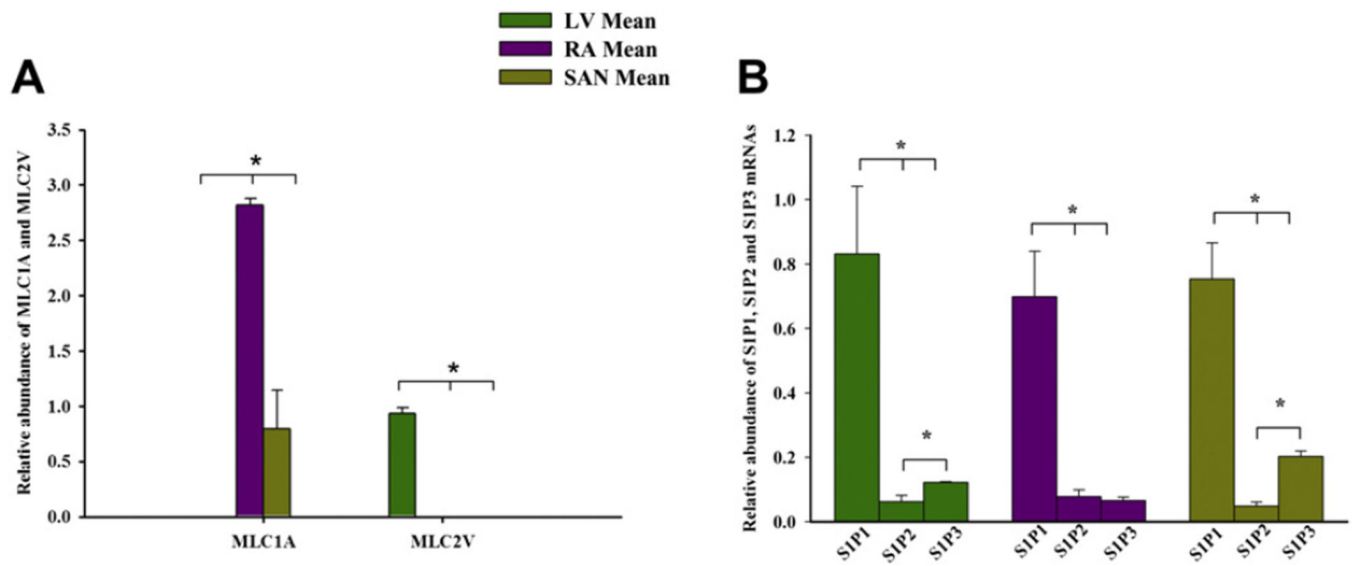 LV Mean
RA Mean
SAN Mean
A
Relative abundance of MLC1A and MLC2V
3.5
3.0
2.5
2.0
1.5
1.0
0.5
0.0
*
*
MLC1A
MLC2V
B
Relative abundance of S1P1, S1P2 and S1P3 mRNAs
1.2
1.0
0.8
0.6
0.4
0.2
0.0
*
*
*
*
*
S1P1
S1P2
S1P3
S1P1
S1P2
S1P3
S1P1
S1P2
S1P3